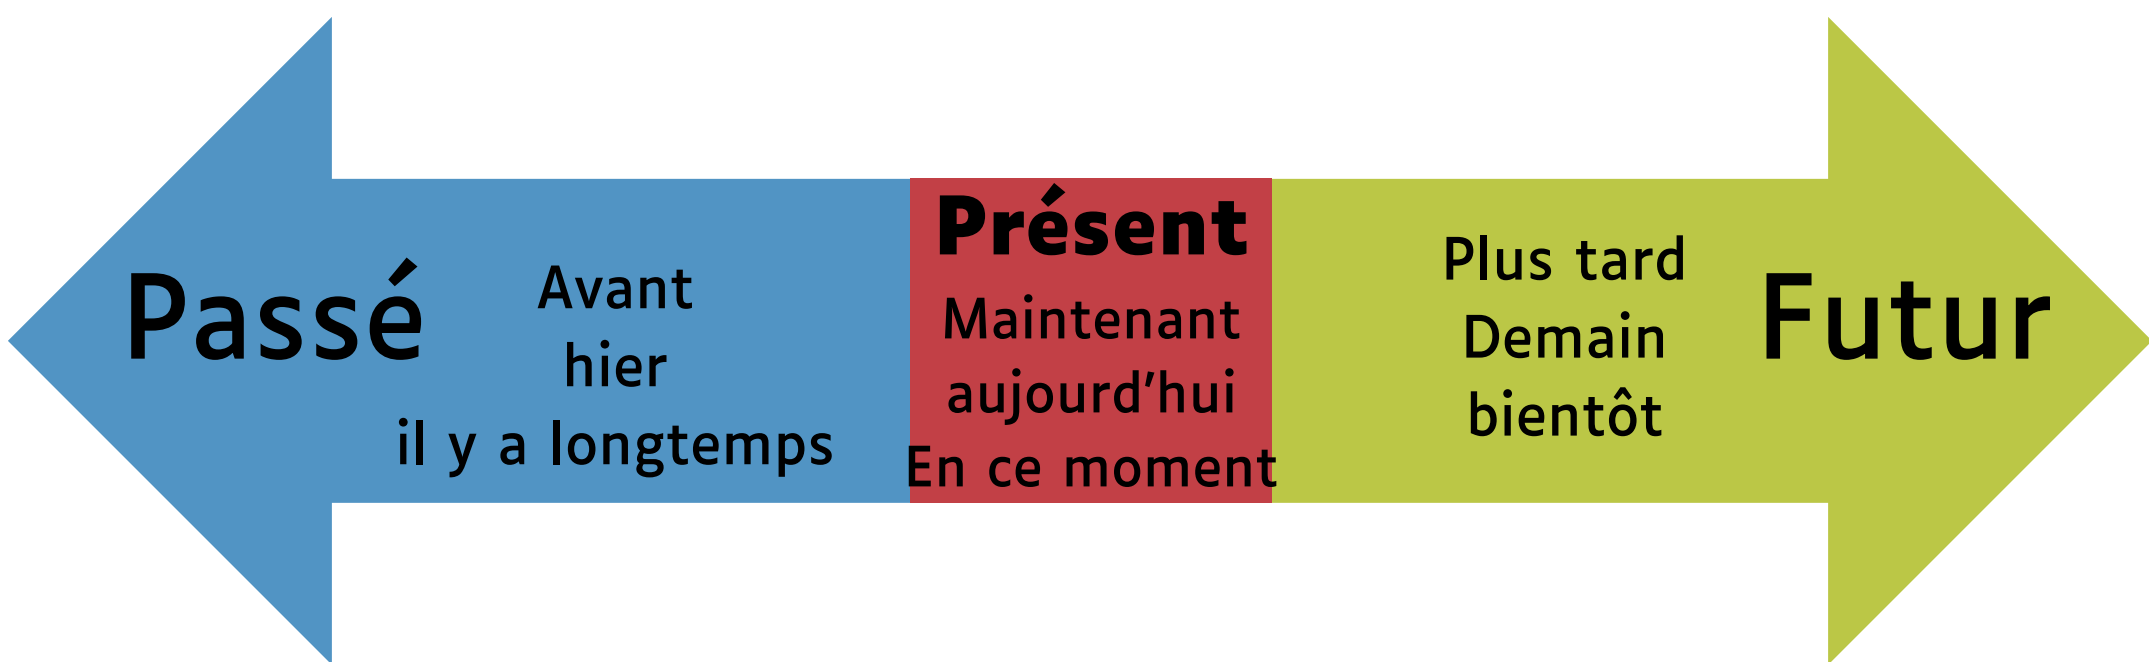 Passé
Avant
hier
il y a longtemps
Présent
Maintenant
aujourd'hui
En ce moment
Plus tard
Demain
bientôt
Futur